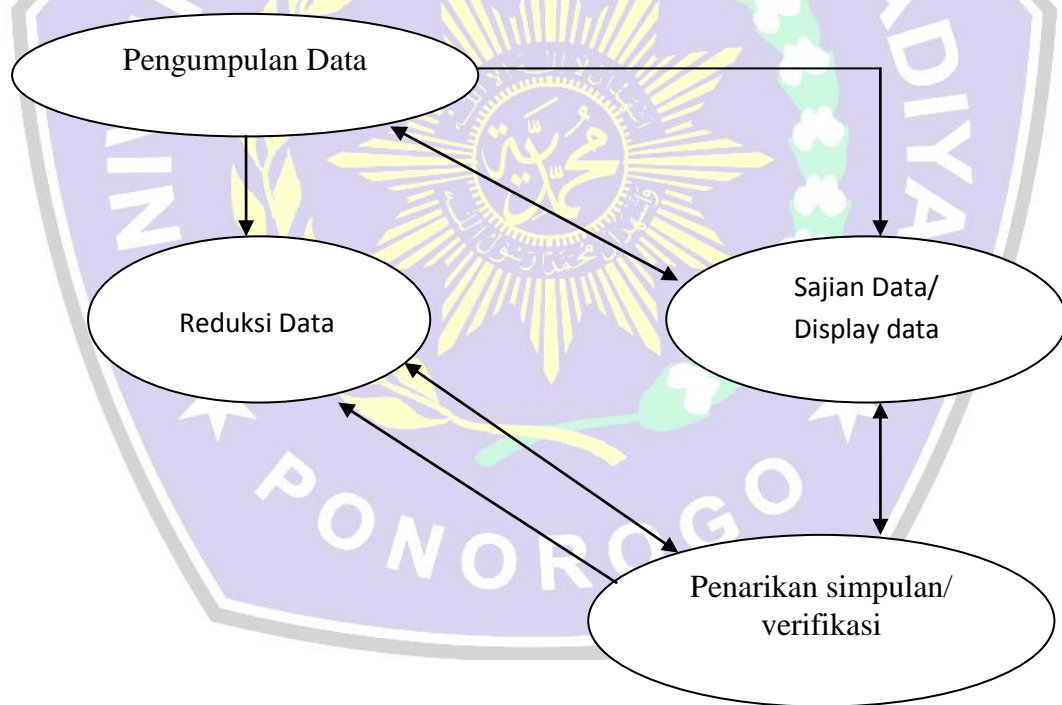 Pengumpulan Data
Reduksi Data
Sajian Data/
Display data
Penarikan simpulan/
verifikasi
PONOROGO